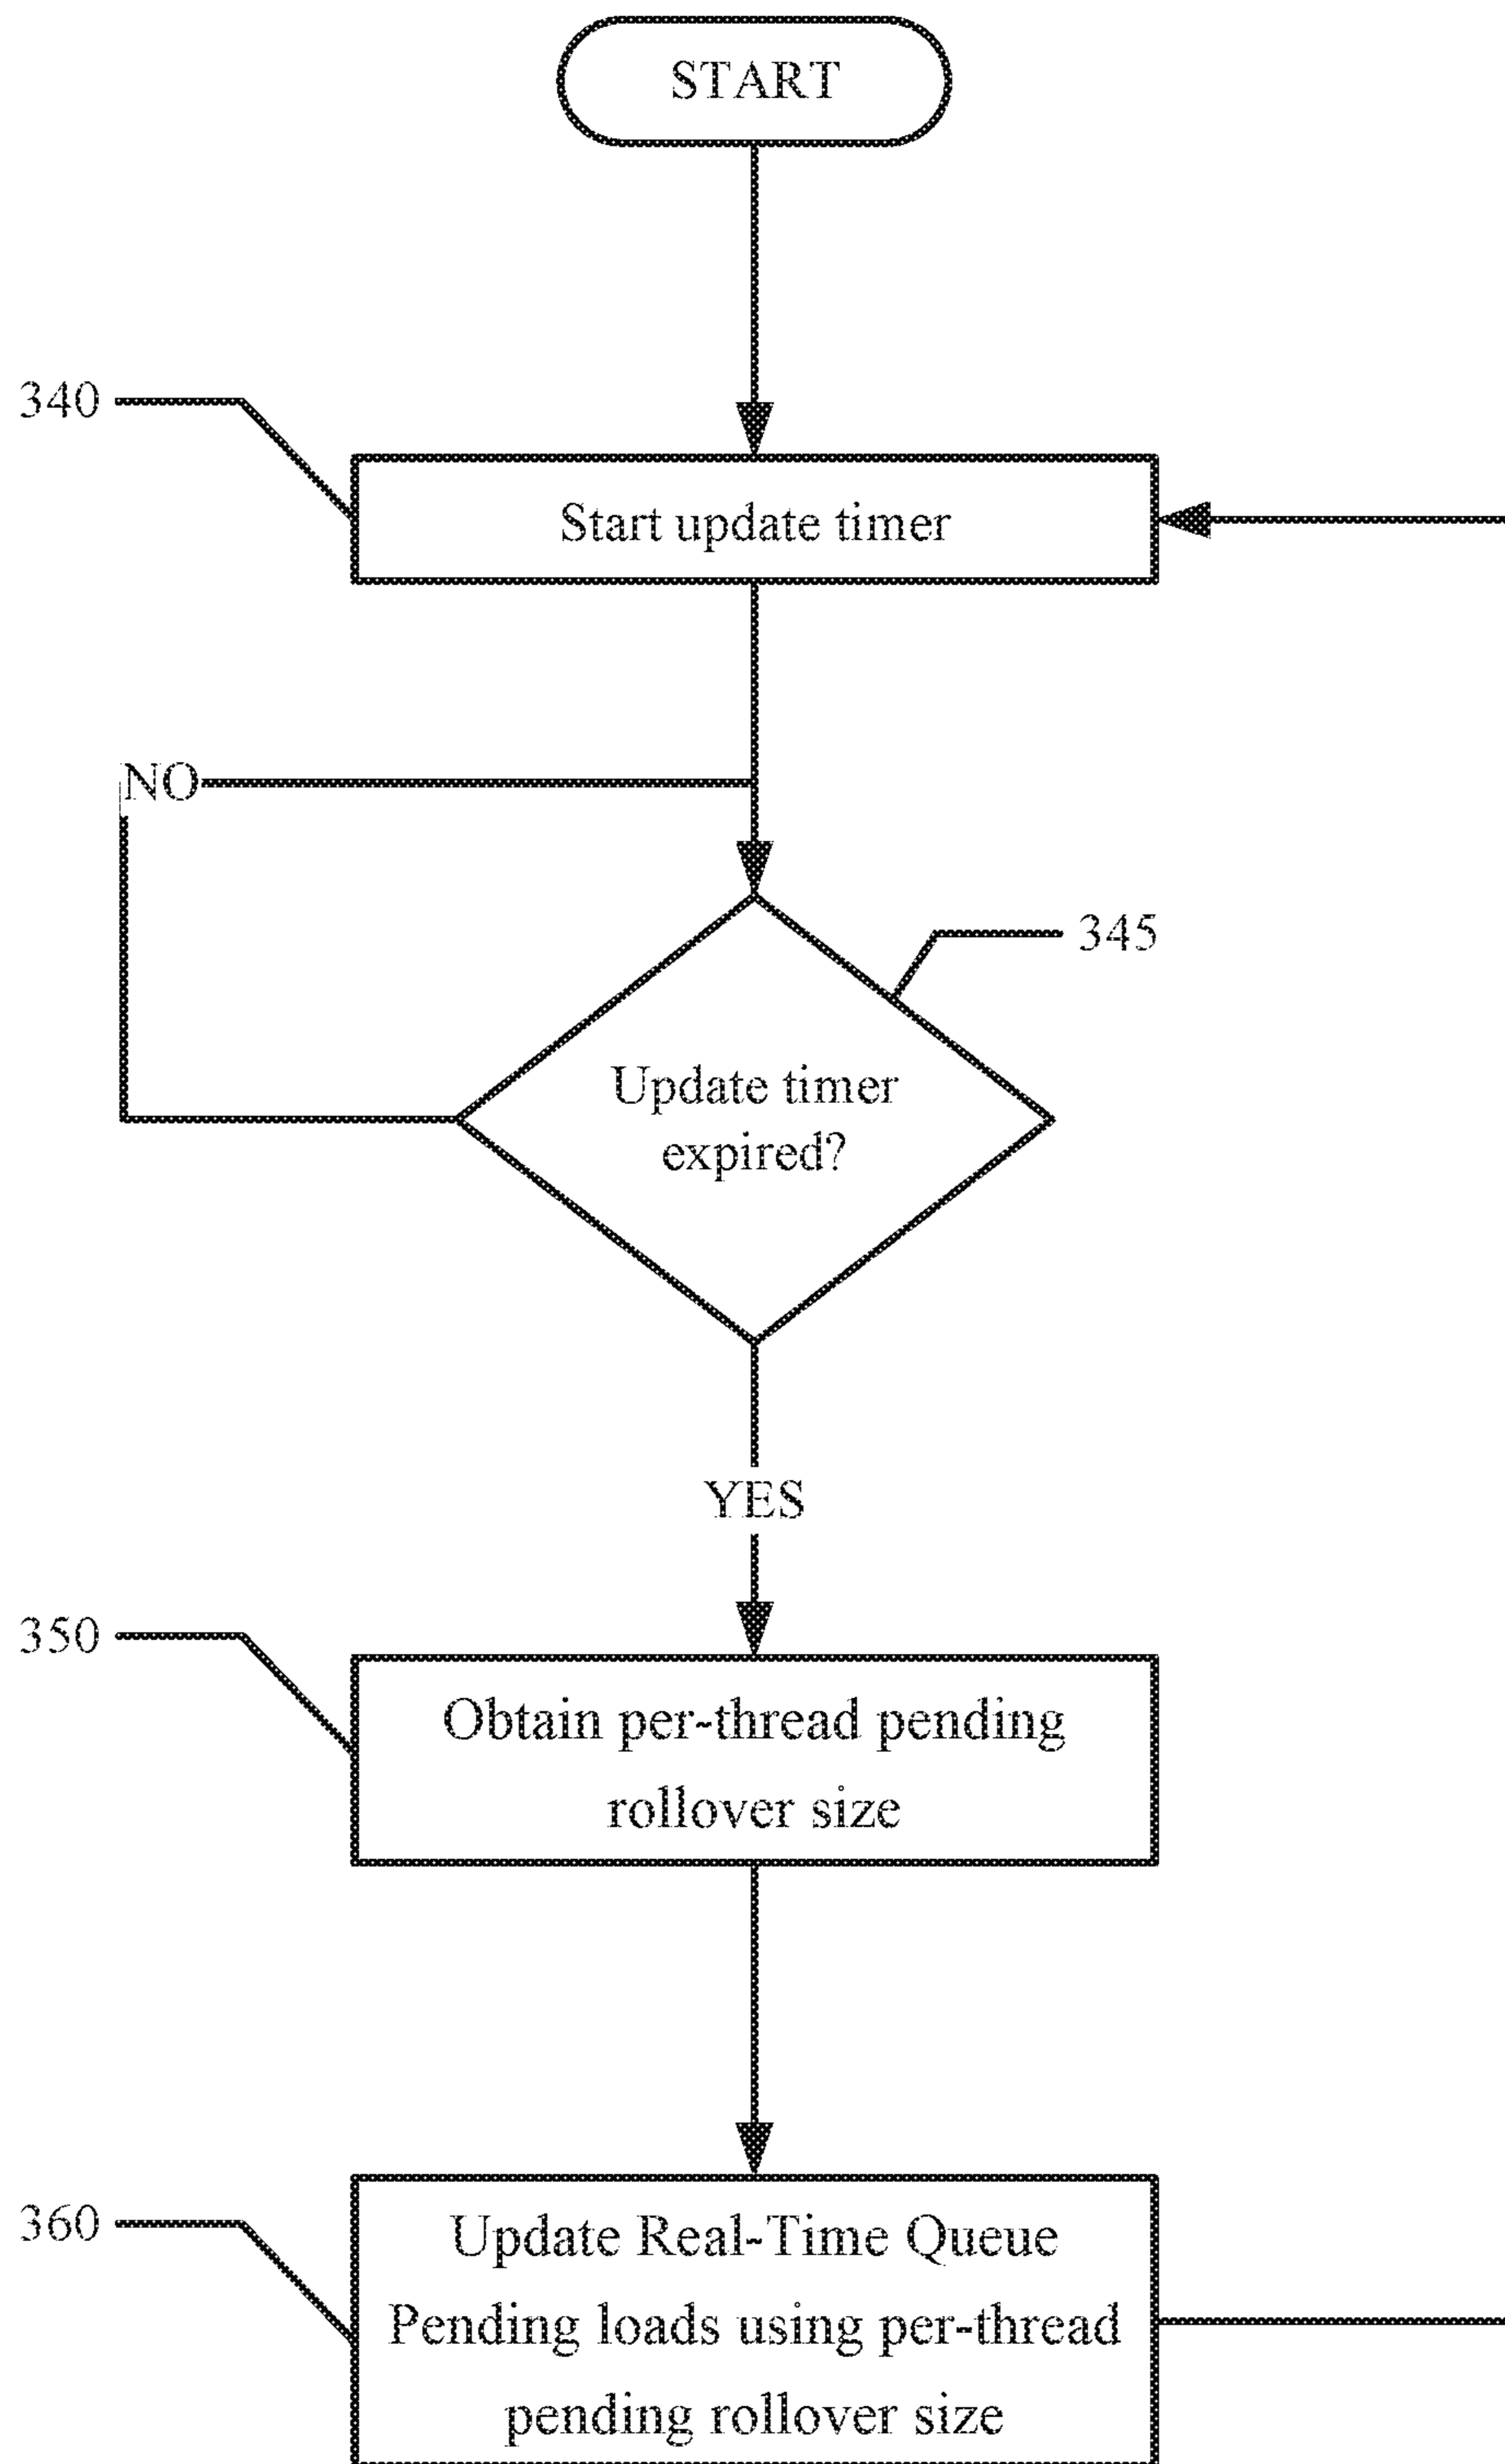 START
340
Start update timer
NO
345
Update timer
expired?
YES
350
Obtain per-thread pending
rollover size
360
Update Real-Time Queue
Pending loads using per-thread
pending rollover size